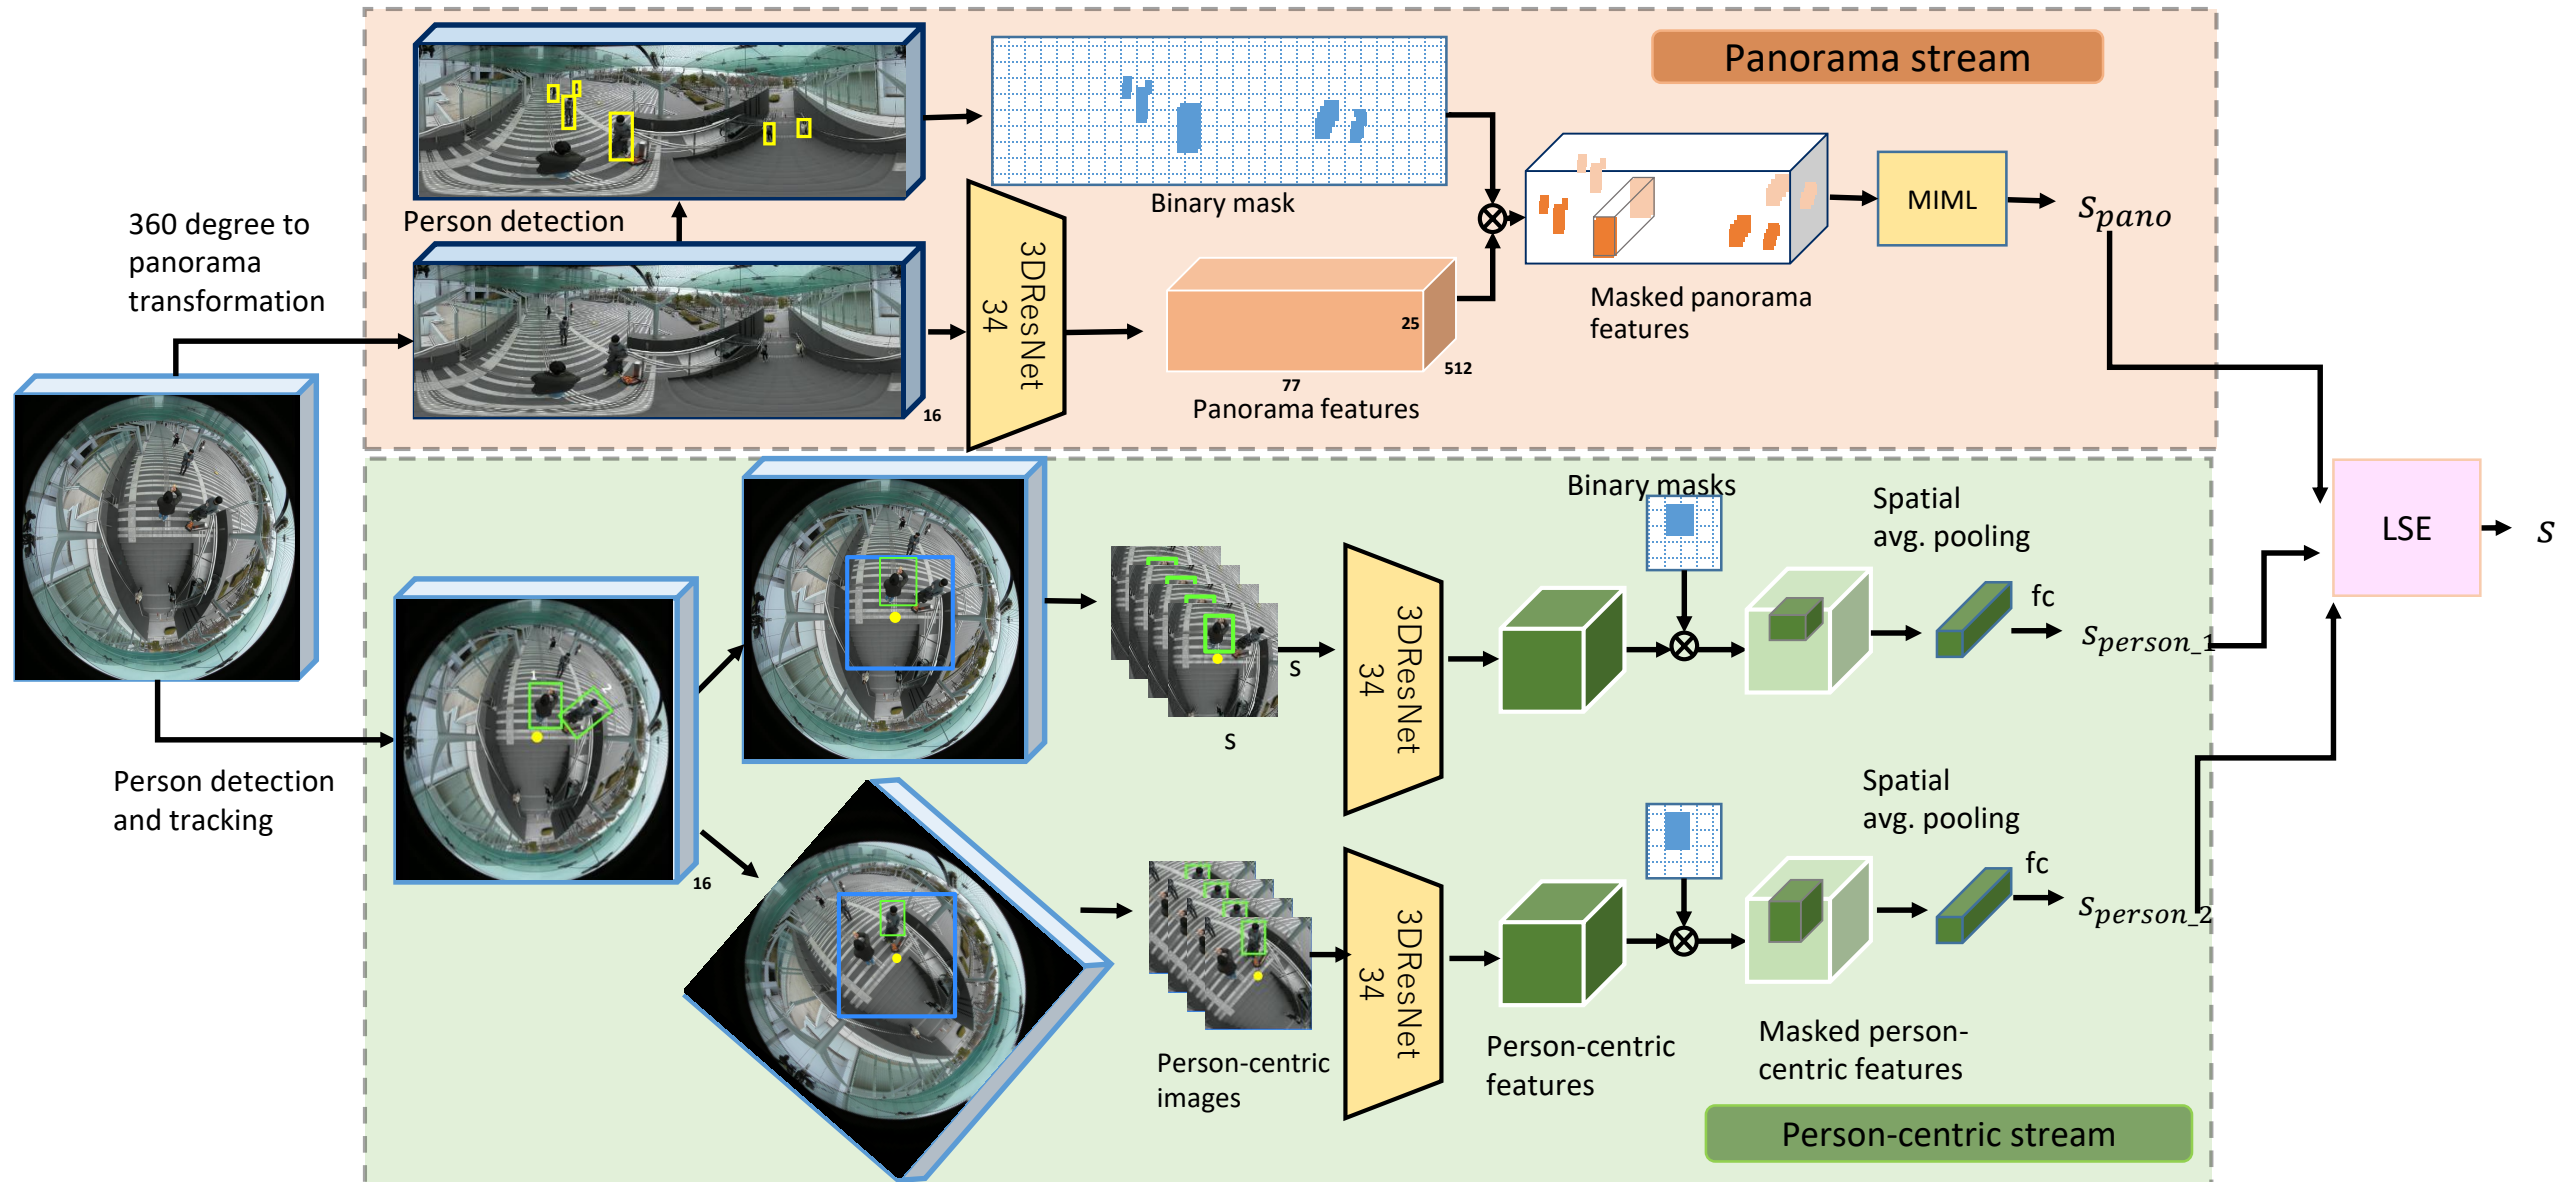 Panorama stream
Person detection
Binary mask
360 degree to
panorama
transformation
3DResNet
34
MIML
S_pano
Masked panorama
features
25
512
77
Panorama features
16
Binary masks
Spatial
avg. pooling
LSE
s
fc
s_person_1
3DResNet
34
s
s
1
2
Person detection
and tracking
16
Spatial
avg. pooling
fc
s_person_2
3DResNet
34
Person-centric
images
Person-centric
features
Masked person-
centric features
Person-centric stream